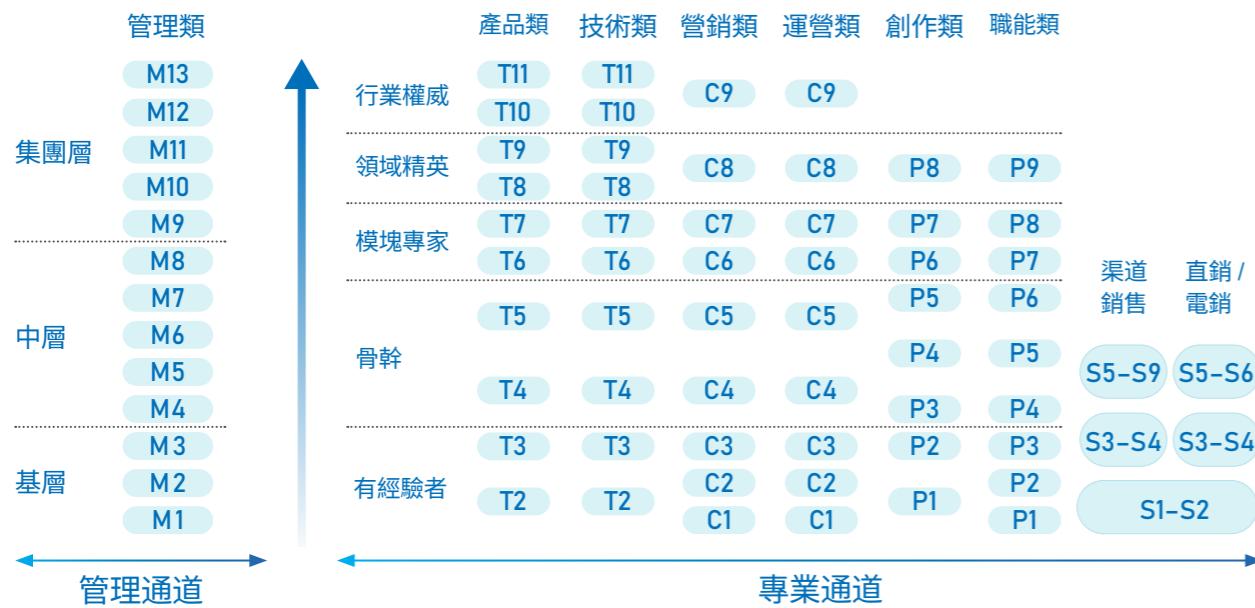 管理類
產品類 技術類 營銷類 運營類 創作類 職能類
M13
M12
集團層
M11
M10
M9
M8
M7
中層
M6
M5
M4
M3
基層
M2
M1
行業權威
T11 T11
C9 C9
T10 T10
領域精英
T9 T9
C8 C8 P8 P9
T8 T8
模塊專家
T7 T7 C7 C7 P7 P8
T6 T6 C6 C6 P6 P7
骨幹
P5 P6
T5 T5 C5 C5
P4 P5
T4 T4 C4 C4
P3 P4
有經驗者
T3 T3 C3 C3 P2 P3
C2 C2 P2
T2 T2 P1
C1 C1 P1
渠道 直銷 /
銷售 電銷
S5–S9 S5–S6
S3–S4 S3–S4
S1–S2
管理通道 專業通道